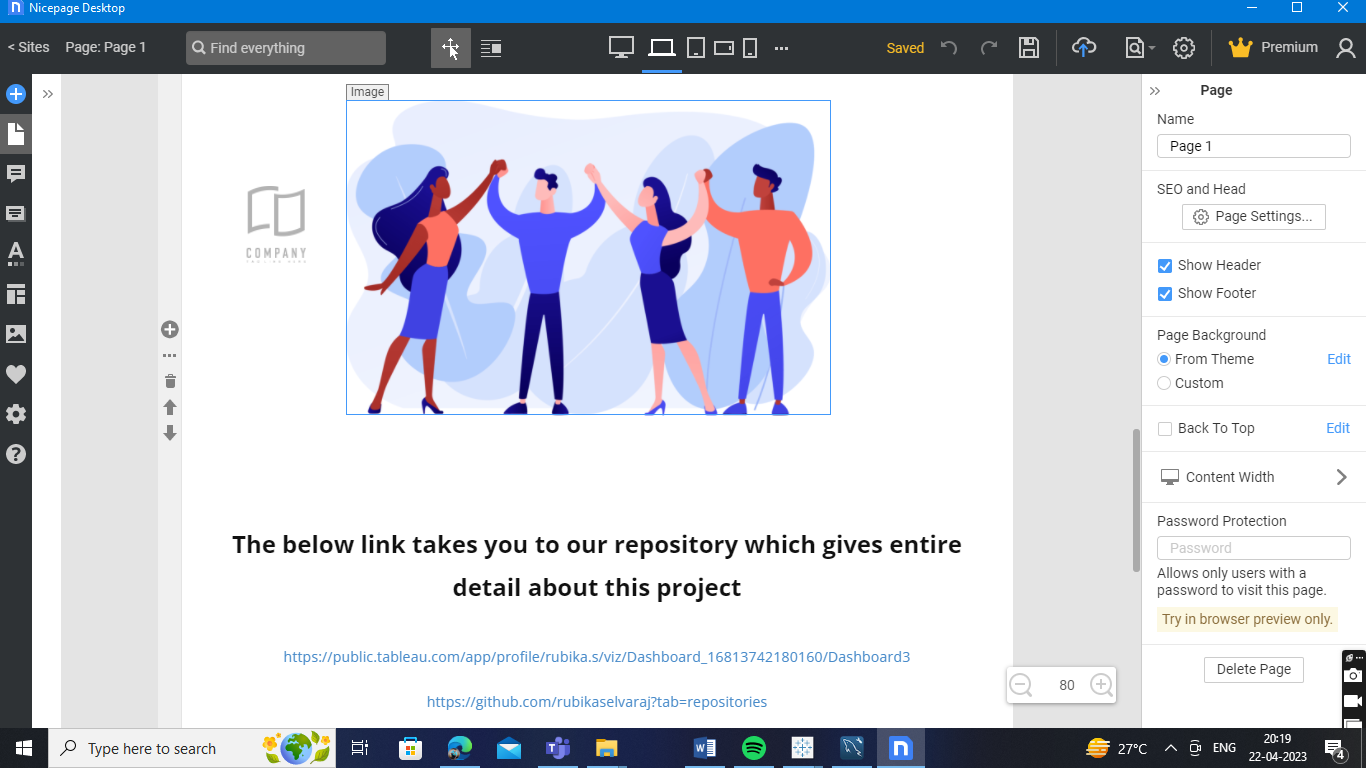 Nicepage Desktop
< Sites Page: Page 1 Find everything Saved Premium
Page
Name
Page 1
SEO and Head
Page Settings...
Show Header
Show Footer
Page Background
From Theme Edit
Custom
Back To Top Edit
Content Width
Password Protection
Password
Allows only users with a
password to visit this page.
Try in browser preview only.
Delete Page
Image
COMPANY
The below link takes you to our repository which gives entire
detail about this project
https://public.tableau.com/app/profile/rubika.s/viz/Dashboard_16813742180160/Dashboard3
https://github.com/rubikaselvaraj?tab=repositories
80
Type here to search 27°C ENG 20:19
22-04-2023 4